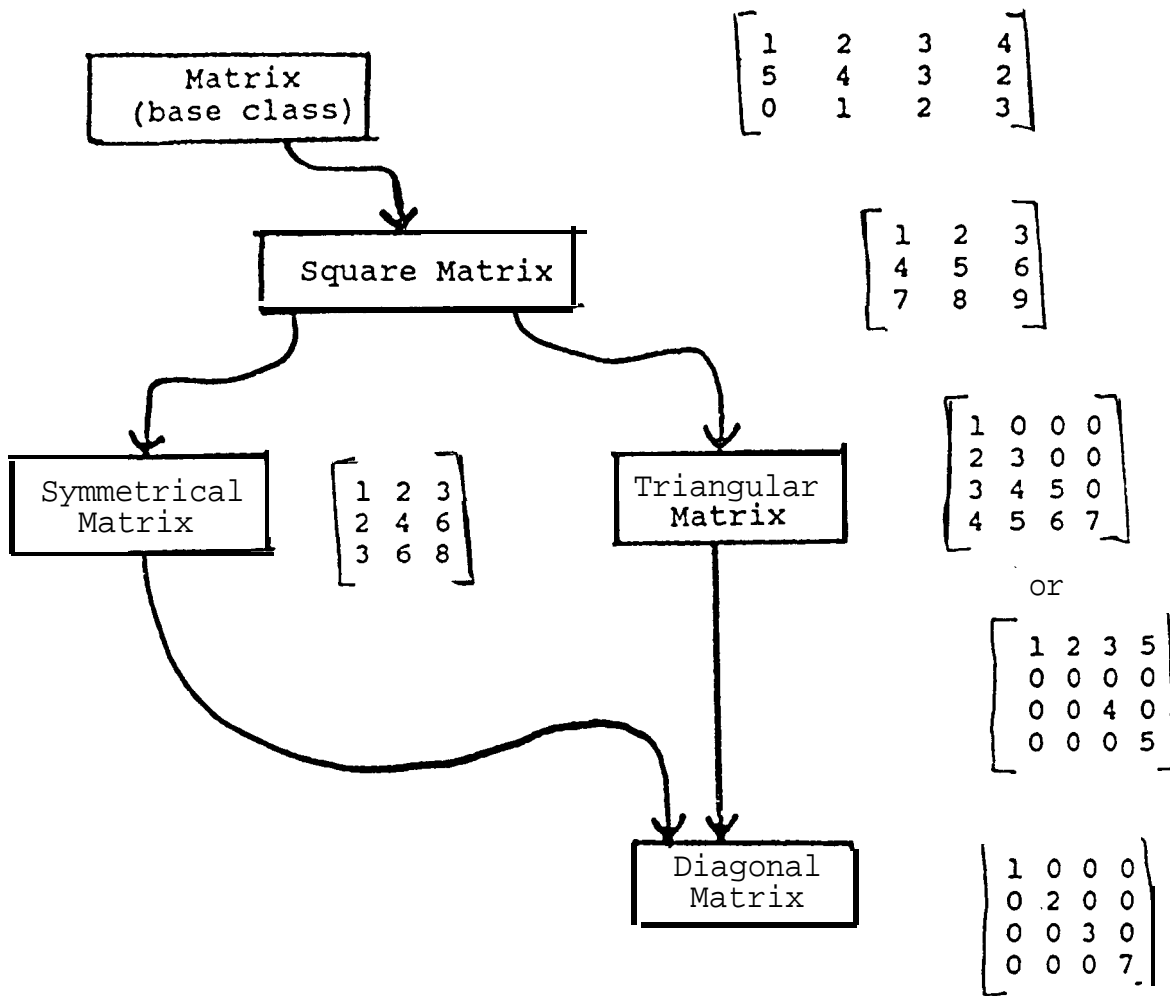 Matrix
(base class)
1 2 3 4
5 4 3 2
0 1 2 3
Square Matrix
1 2 3
4 5 6
7 8 9
Symmetrical
Matrix
1 2 3
2 4 6
3 6 8
Triangular
Matrix
1 0 0 0
2 3 0 0
3 4 5 0
4 5 6 7
or
1 2 3 5
0 0 0 0
0 0 4 0
0 0 0 5
Diagonal
Matrix
1 0 0 0
0 2 0 0
0 0 3 0
0 0 0 7